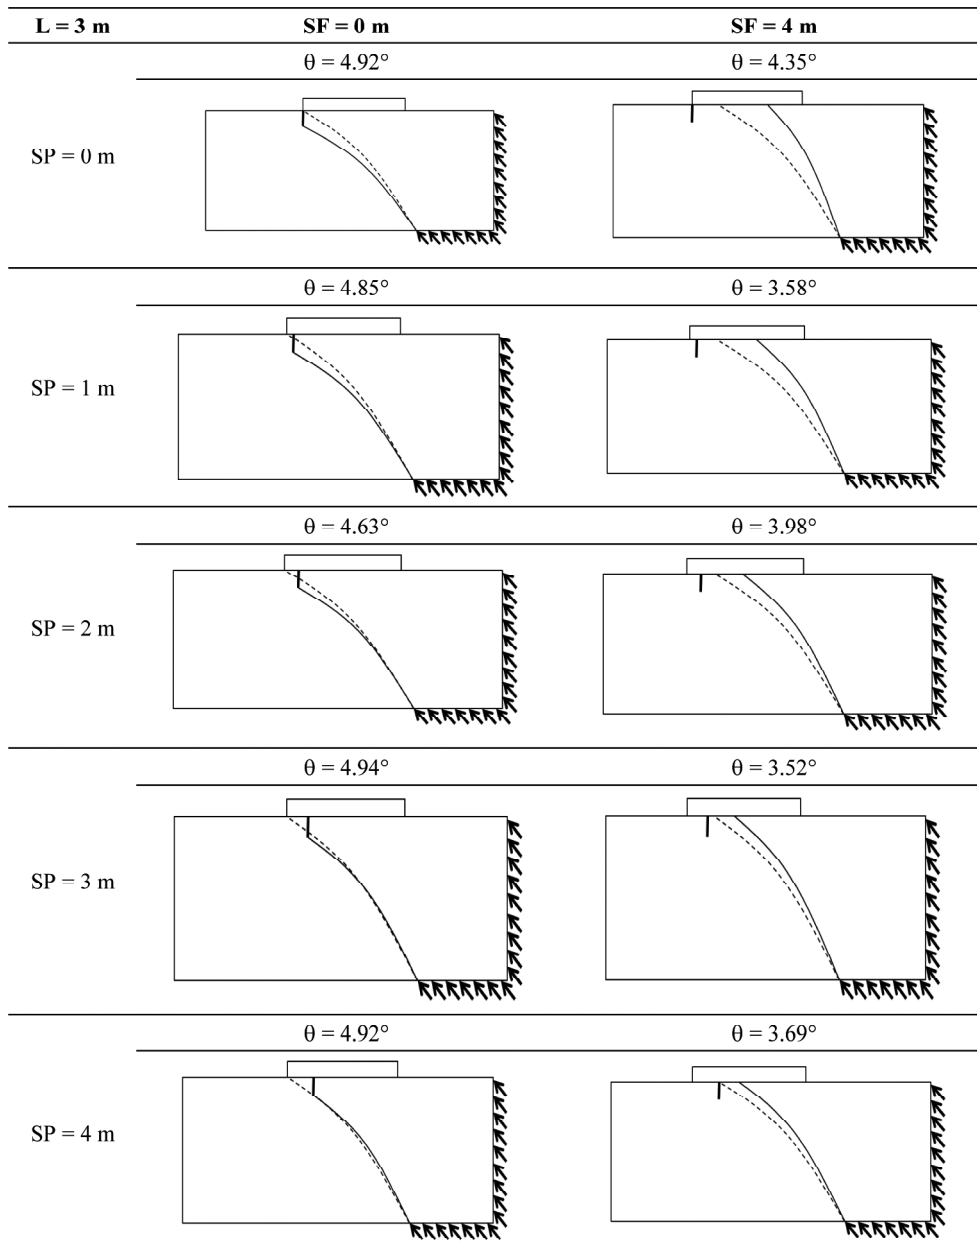 L = 3 m SF = 0 m SF = 4 m
θ = 4.92° θ = 4.35°
SP = 0 m
θ = 4.85° θ = 3.58°
SP = 1 m
θ = 4.63° θ = 3.98°
SP = 2 m
θ = 4.94° θ = 3.52°
SP = 3 m
θ = 4.92° θ = 3.69°
SP = 4 m